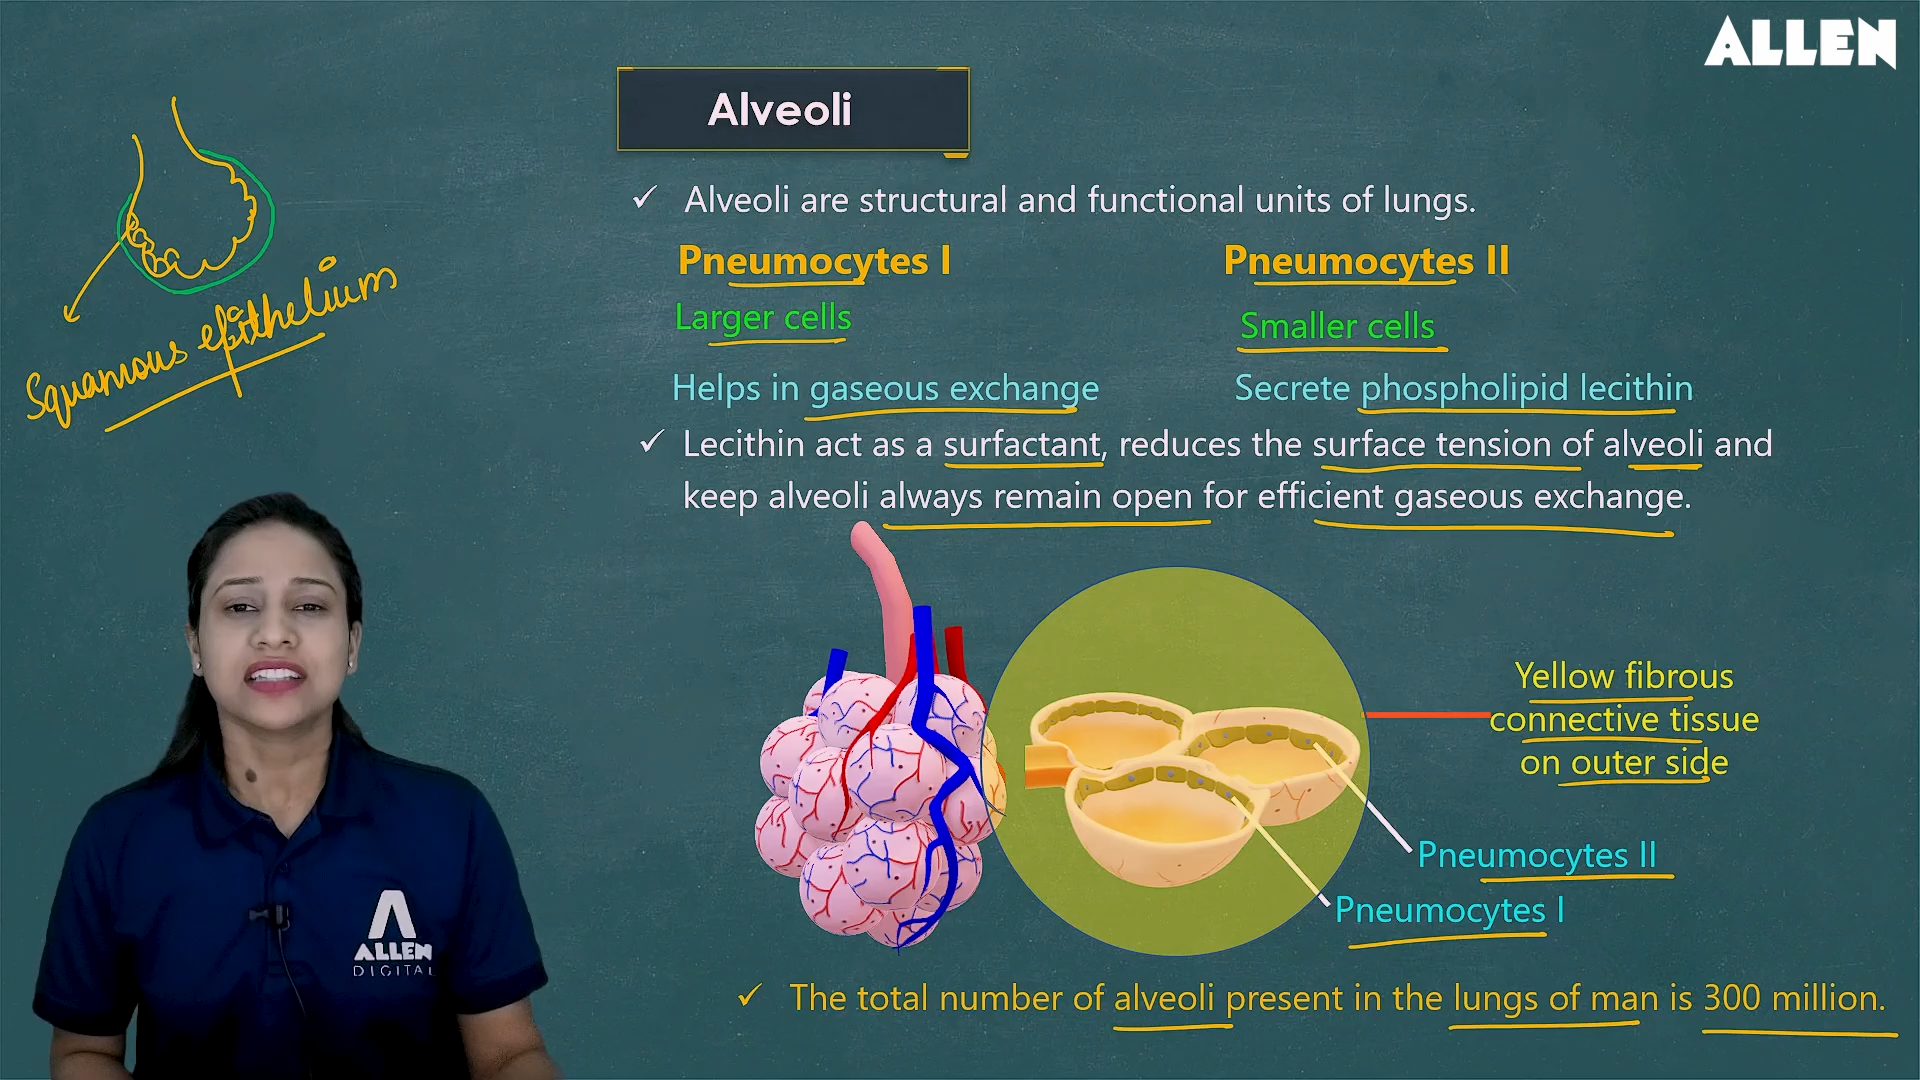 ALLEN
Alveoli
✓ Alveoli are structural and functional units of lungs.
Pneumocytes I
Pneumocytes II
Larger cells
Smaller cells
Helps in gaseous exchange
Secrete phospholipid lecithin
✓ Lecithin act as a surfactant, reduces the surface tension of alveoli and
keep alveoli always remain open for efficient gaseous exchange.
Squamous epithelium
Yellow fibrous
connective tissue
on outer side
Pneumocytes II
Pneumocytes I
ALLEN
DIGITAL
✓ The total number of alveoli present in the lungs of man is 300 million.